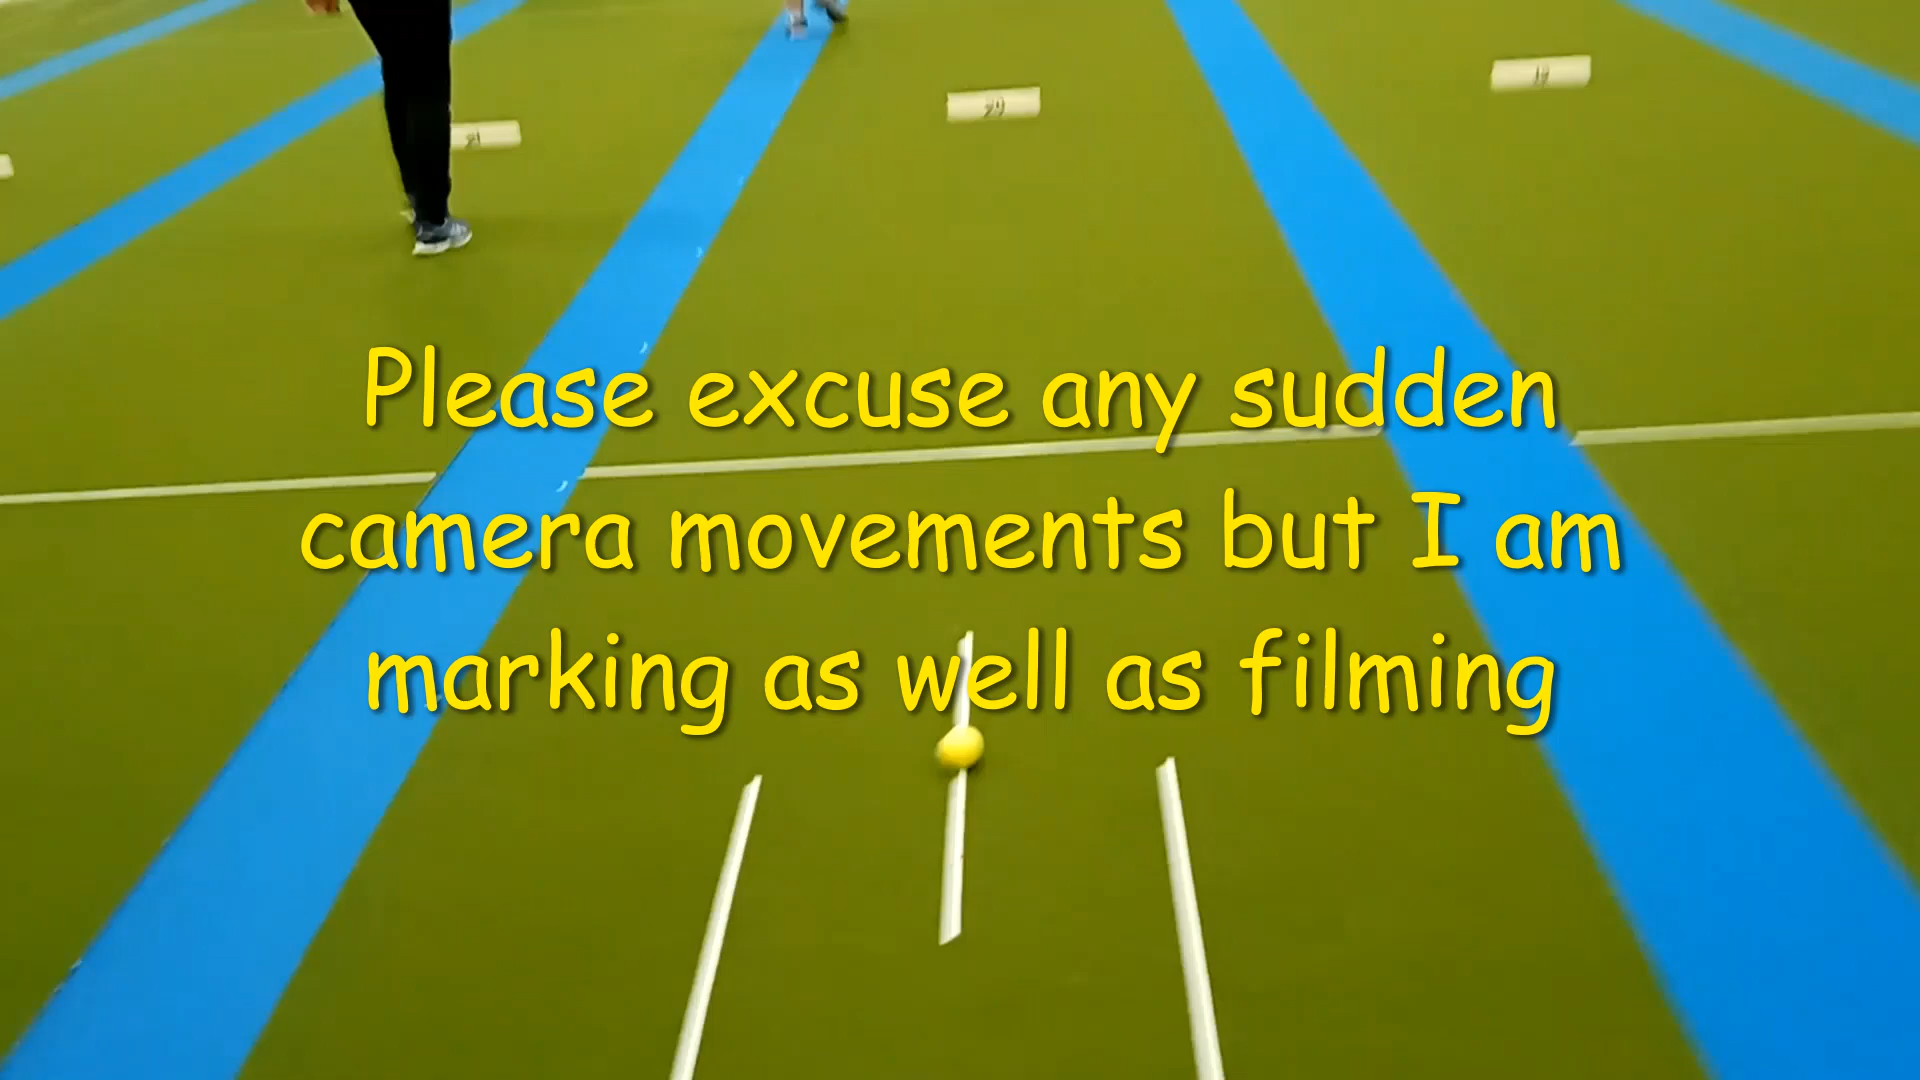 Please excuse any sudden
camera movements but I am
marking as well as filming